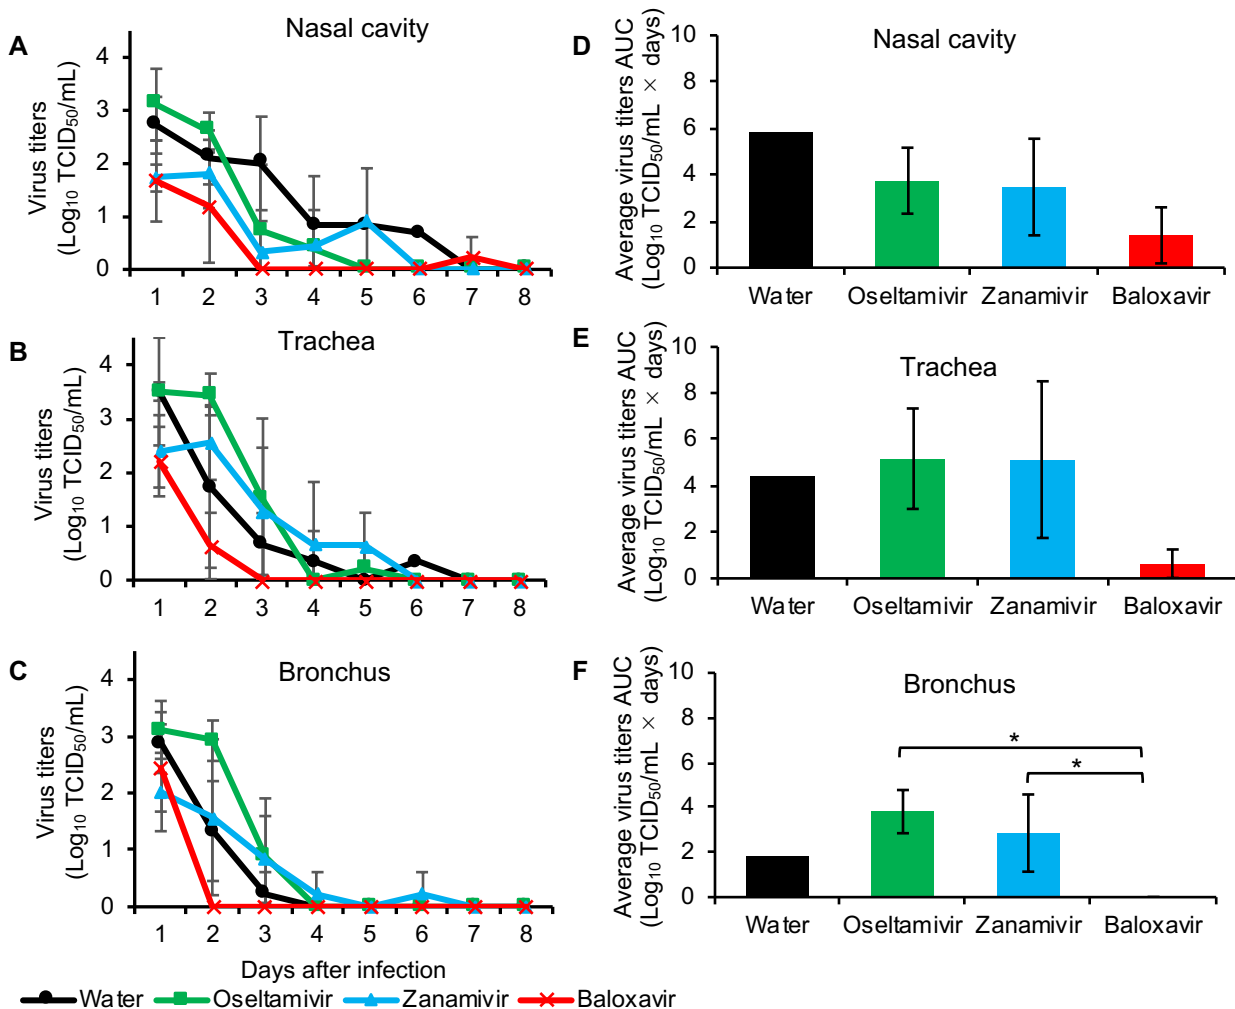 A
Nasal cavity
Virus titers
(Log₁₀ TCID₅₀/mL)
4
3
2
1
0
1 2 3 4 5 6 7 8
D
Nasal cavity
Average virus titers AUC
(Log₁₀ TCID₅₀/mL × days)
10
8
6
4
2
0
Water Oseltamivir Zanamivir Baloxavir
B
Trachea
Virus titers
(Log₁₀ TCID₅₀/mL)
4
3
2
1
0
1 2 3 4 5 6 7 8
E
Trachea
Average virus titers AUC
(Log₁₀ TCID₅₀/mL × days)
10
8
6
4
2
0
Water Oseltamivir Zanamivir Baloxavir
C
Bronchus
Virus titers
(Log₁₀ TCID₅₀/mL)
4
3
2
1
0
1 2 3 4 5 6 7 8
Days after infection
F
Bronchus
Average virus titers AUC
(Log₁₀ TCID₅₀/mL × days)
10
8
6
4
2
0
*
*
Water Oseltamivir Zanamivir Baloxavir
Water Oseltamivir Zanamivir Baloxavir